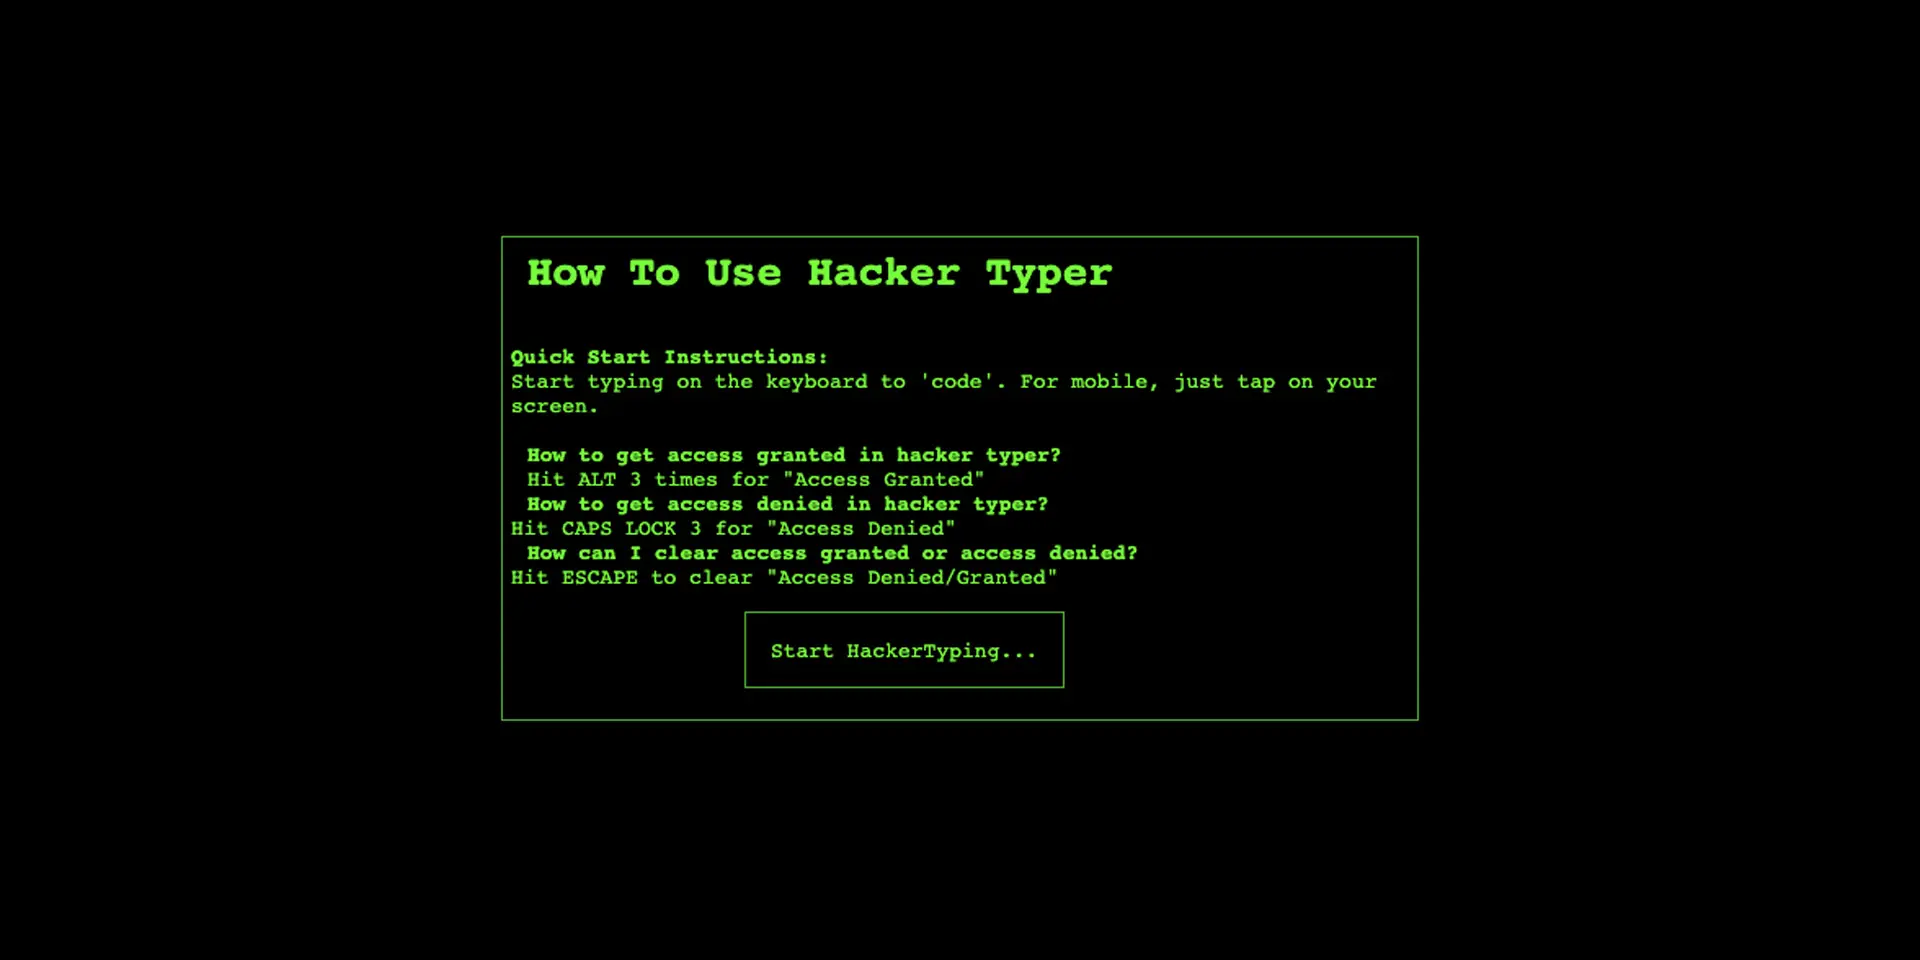 How To Use Hacker Typer
Quick Start Instructions:
Start typing on the keyboard to 'code'. For mobile, just tap on your
screen.
How to get access granted in hacker typer?
Hit ALT 3 times for "Access Granted"
How to get access denied in hacker typer?
Hit CAPS LOCK 3 for "Access Denied"
How can I clear access granted or access denied?
Hit ESCAPE to clear "Access Denied/Granted"
Start HackerTyping...